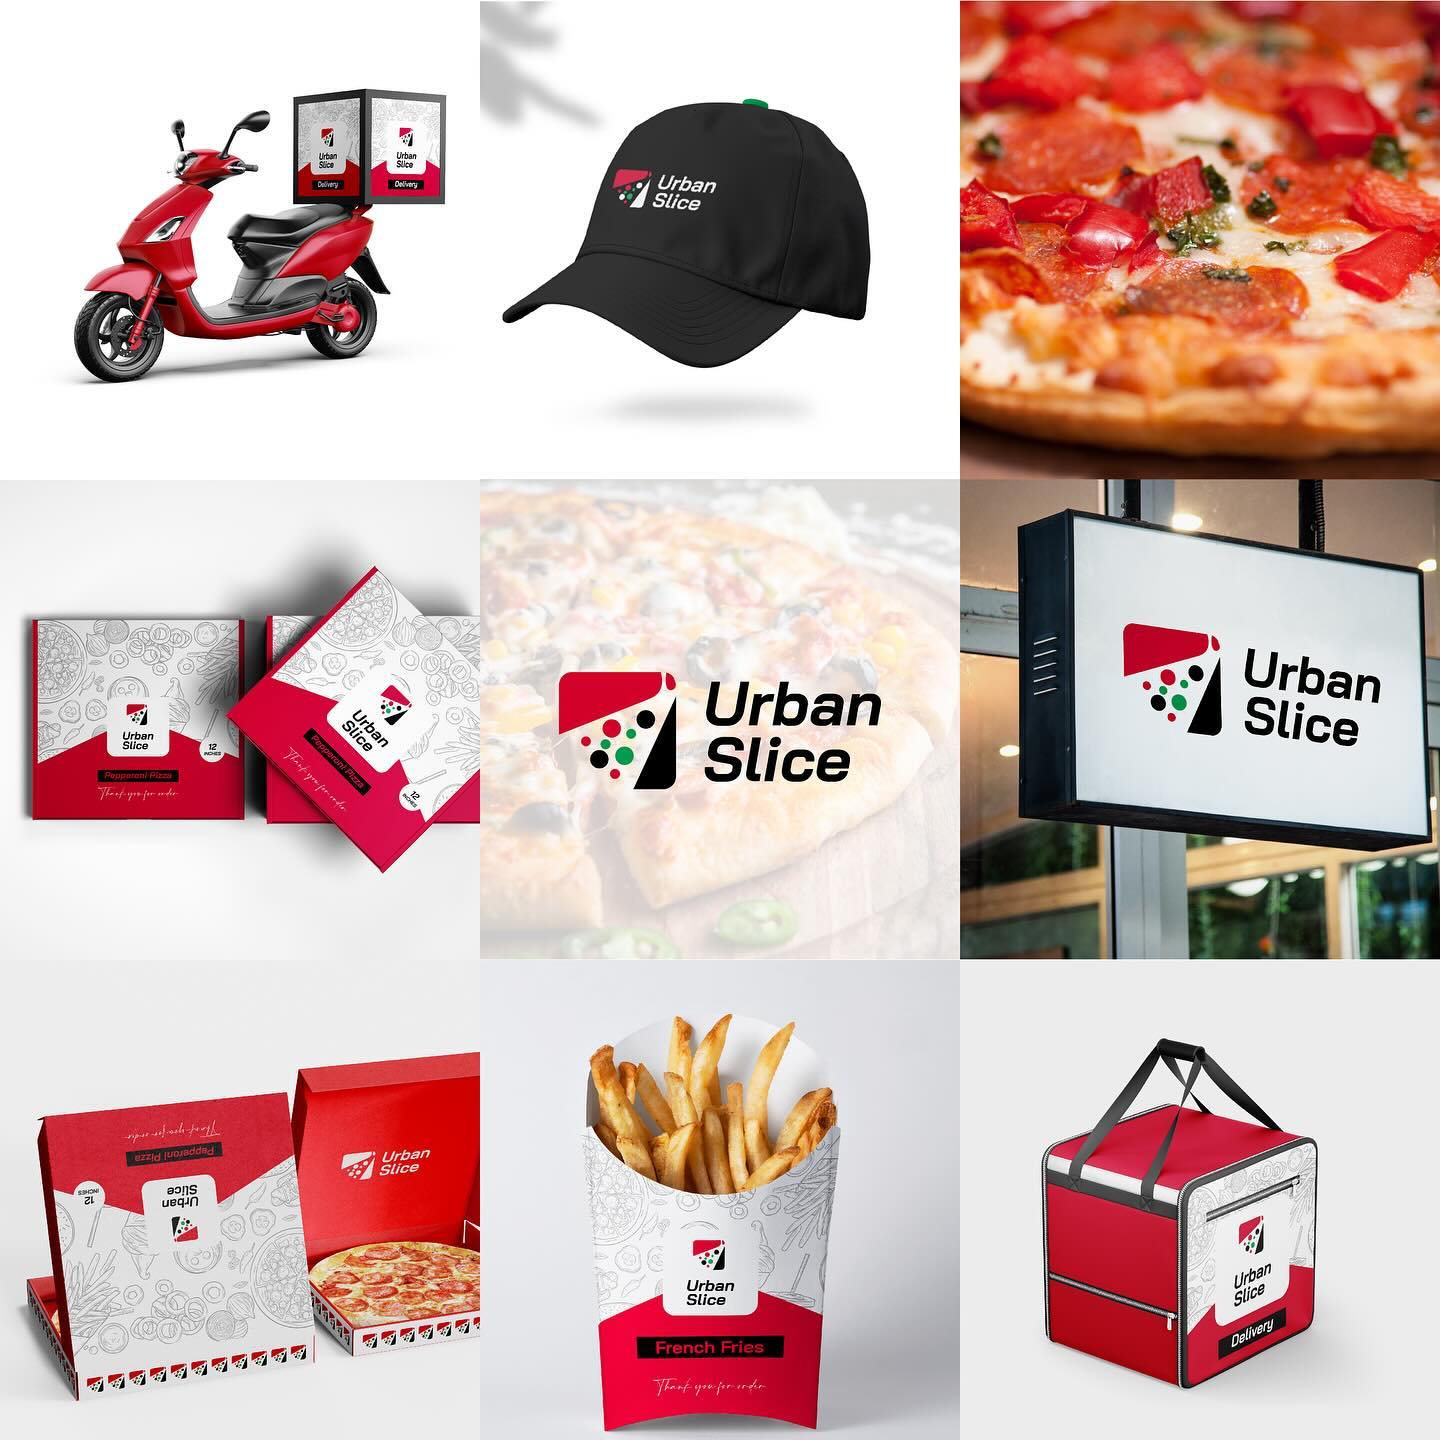 Urban
Slice
Delivery
Urban
Slice
Delivery
Urban
Slice
Urban
Slice
12
INCHES
Pepperoni Pizza
Thank you for order
Urban
Slice
Pepperoni Pizza
Thank you for order
12
INCHES
Urban
Slice
Urban
Slice
Thank you for order
Pepperoni Pizza
12
INCHES
Urban
Slice
Urban
Slice
Urban
Slice
French Fries
Thank you for order
Urban
Slice
Delivery